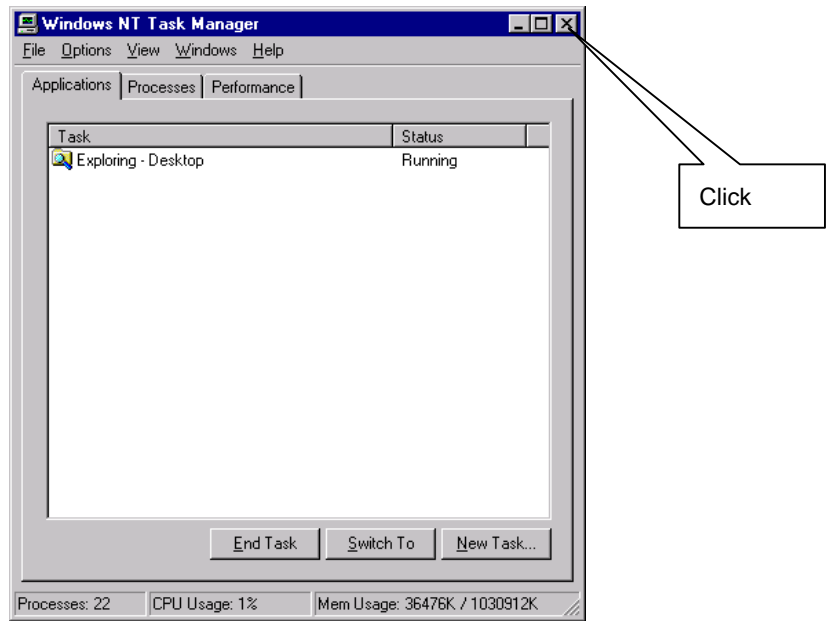 Windows NT Task Manager
File Options View Windows Help
Applications Processes Performance
Task Status
Exploring - Desktop Running
Click
End Task Switch To New Task...
Processes: 22 CPU Usage: 1% Mem Usage: 36476K / 1030912K